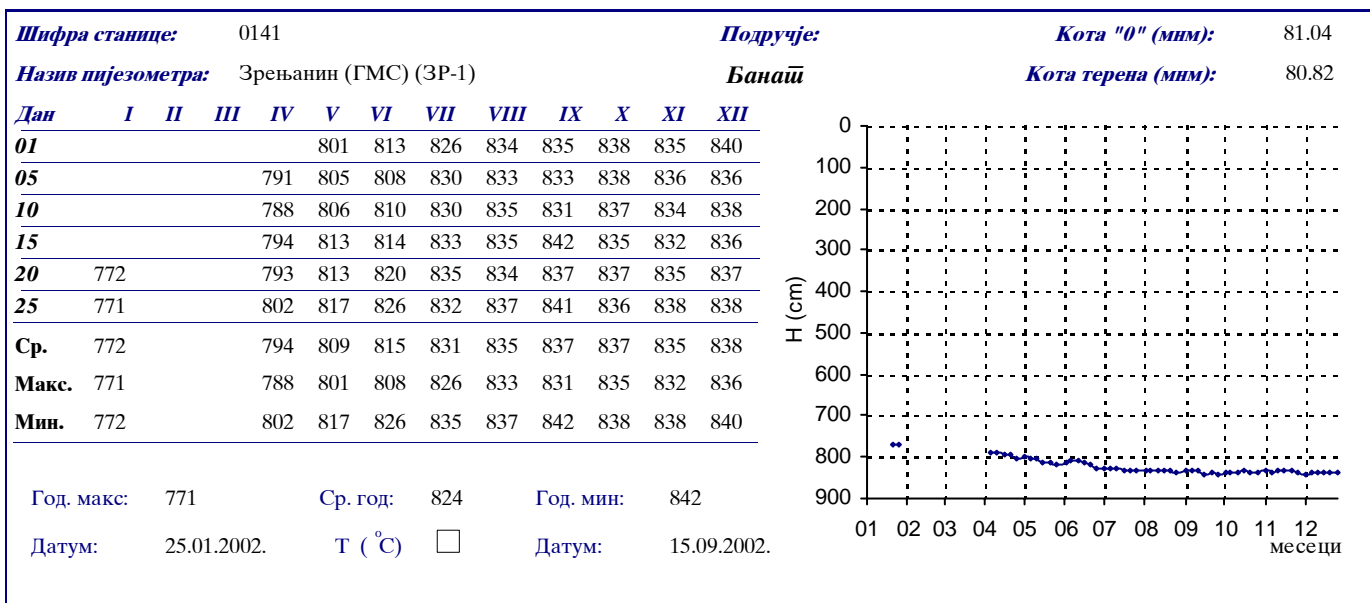 Шифра станице: 0141 Подручје: Кота "0" (мнм): 81.04
Назив пијезометра: Зрењанин (ГМС) (ЗР-1) Банат Кота терена (мнм): 80.82
Дан I II III IV V VI VII VIII IX X XI XII
01 801 813 826 834 835 838 835 840
05 791 805 808 830 833 833 838 836 836
10 788 806 810 830 835 831 837 834 838
15 794 813 814 833 835 842 835 832 836
20 772 793 813 820 835 834 837 837 835 837
25 771 802 817 826 832 837 841 836 838 838
Ср. 772 794 809 815 831 835 837 837 835 838
Макс. 771 788 801 808 826 833 831 835 832 836
Мин. 772 802 817 826 835 837 842 838 838 840
Год. макс: 771 Ср. год: 824 Год. мин: 842
Датум: 25.01.2002. Т ( °C) Датум: 15.09.2002.
H (cm)
0
100
200
300
400
500
600
700
800
900
01 02 03 04 05 06 07 08 09 10 11 12
месеци